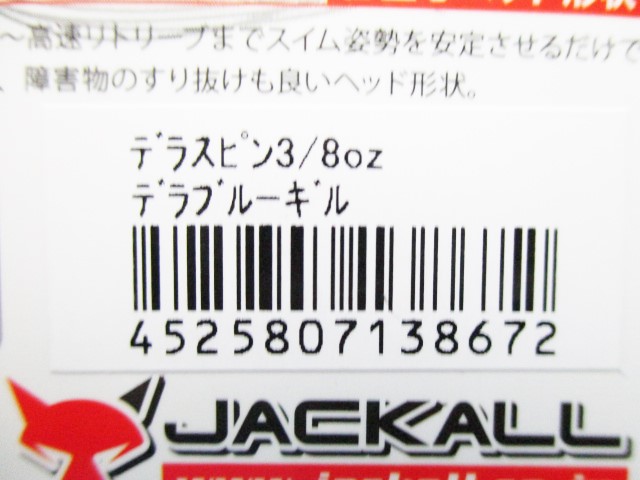 ～高速リトリーブまでスイム姿勢を安定させるだけで
、障害物のすり抜けも良いヘッド形状。
ﾃﾞﾗｽﾋﾟﾝ3/8oz
ﾃﾞﾗﾌﾞﾙｰｷﾞﾙ
4525807138672
JACKALL